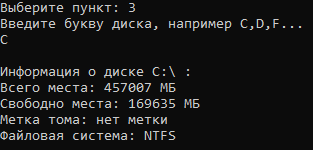 Выберите пункт: 3
Введите букву диска, например C,D,F...
C
Информация о диске C:\ :
Всего места: 457007 МБ
Свободно места: 169635 МБ
Метка тома: нет метки
Файловая система: NTFS